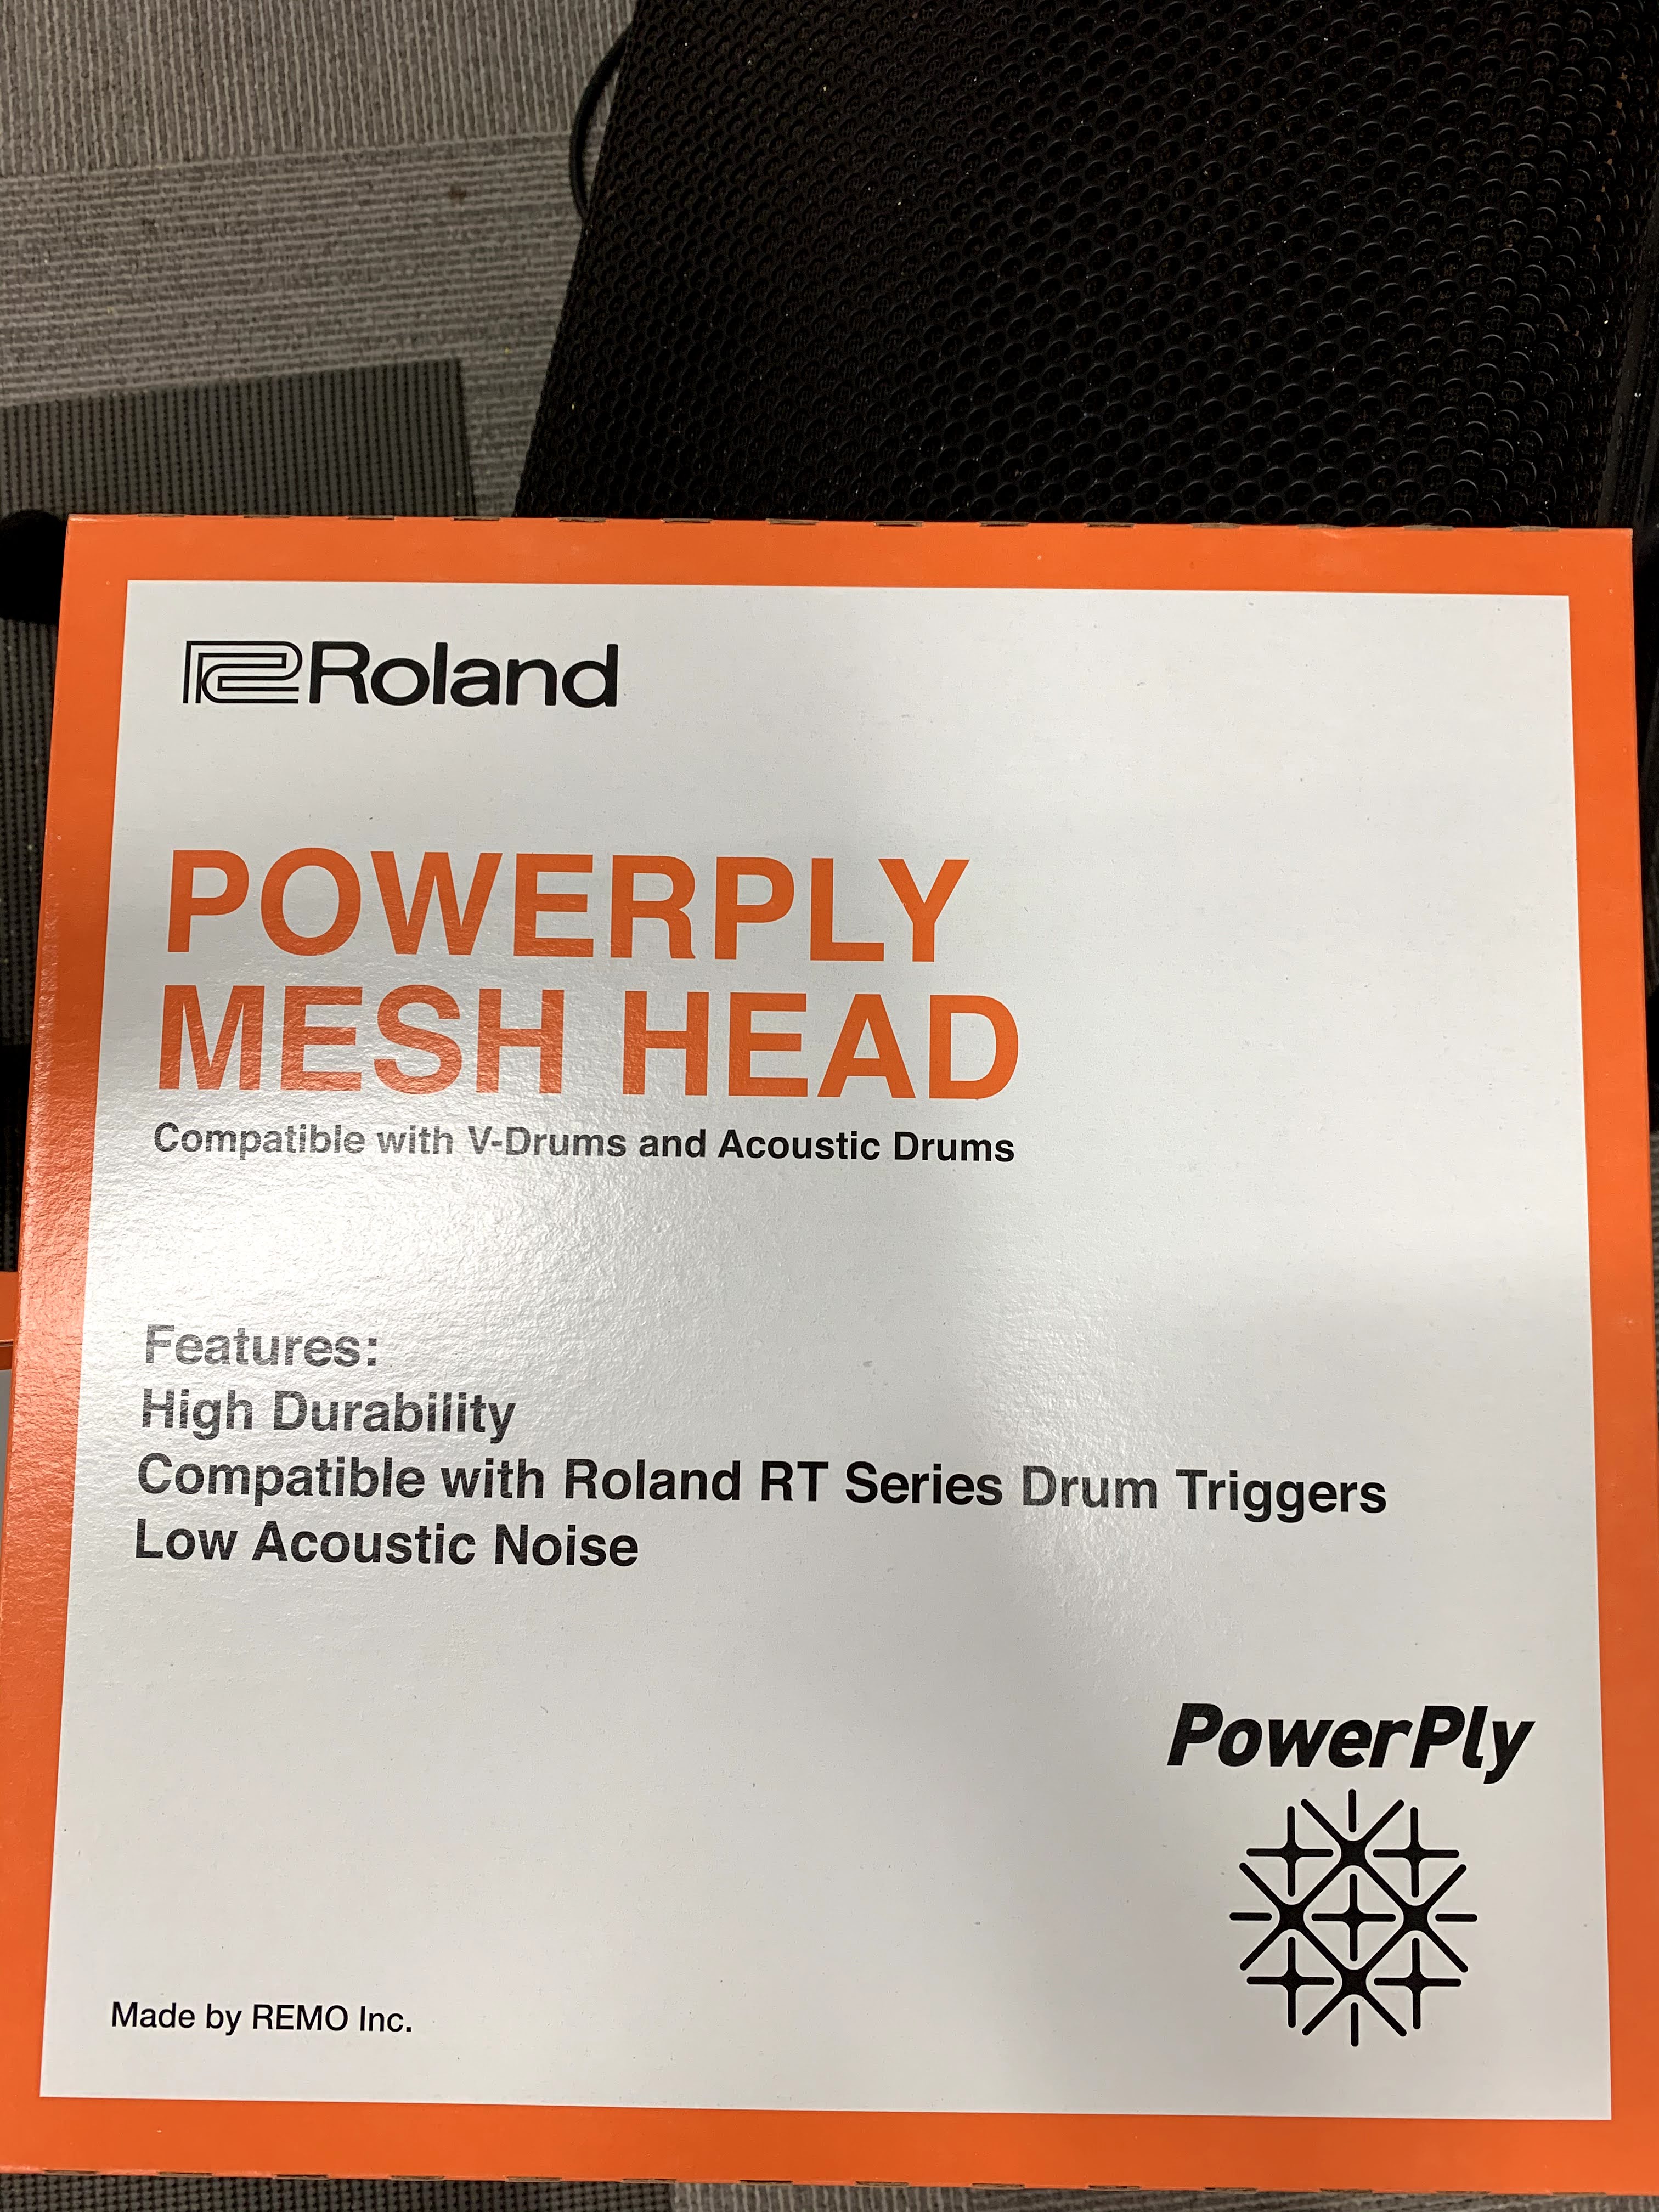 Roland
POWERPLY
MESH HEAD
Compatible with V-Drums and Acoustic Drums
Features:
High Durability
Compatible with Roland RT Series Drum Triggers
Low Acoustic Noise
PowerPly
Made by REMO Inc.